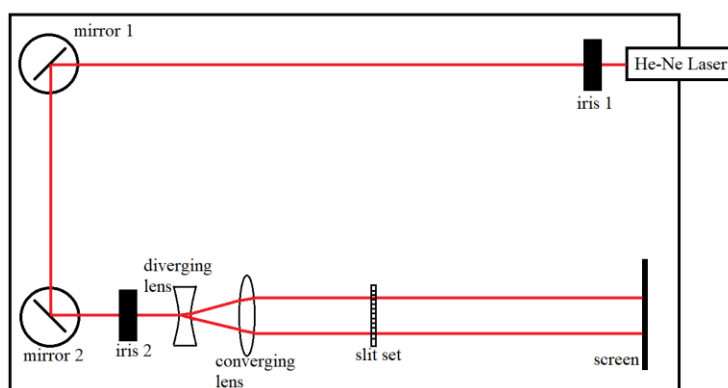 mirror 1
He-Ne Laser
iris 1
diverging
lens
mirror 2
iris 2
converging
lens
slit set
screen